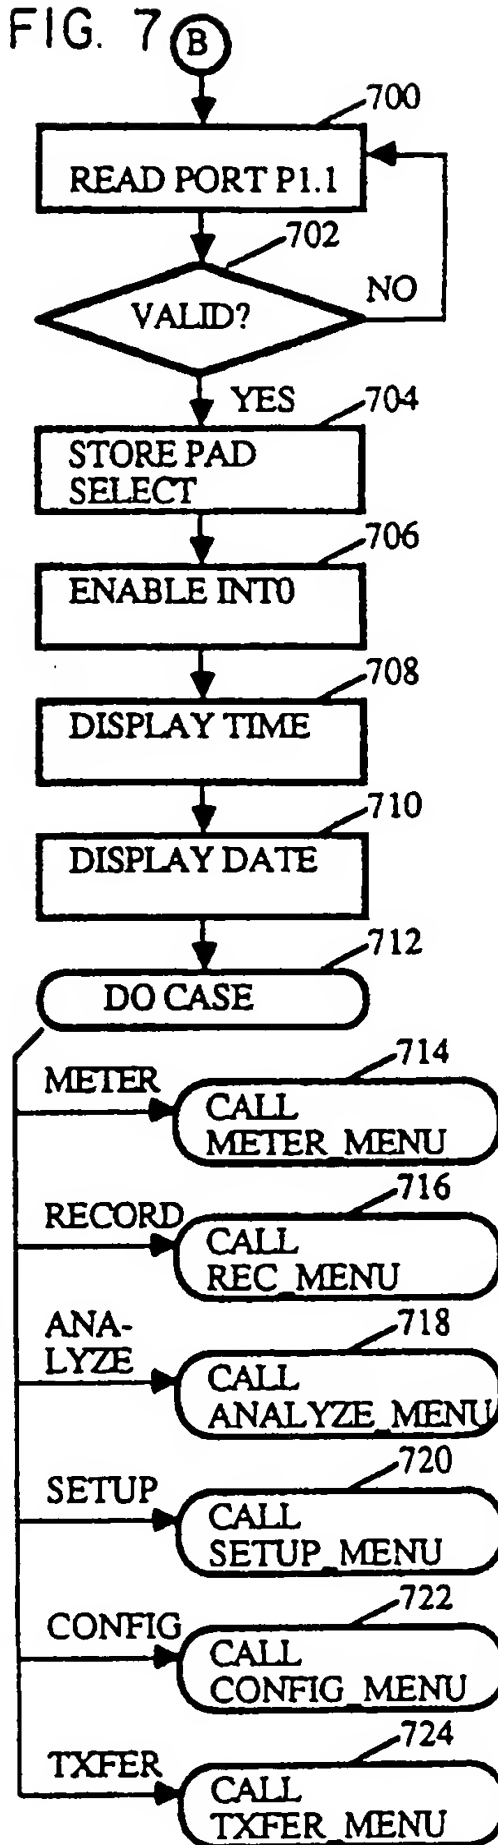 FIG. 7
B
700
READ PORT P1.1
702
VALID?
NO
YES
704
STORE PAD
SELECT
706
ENABLE INT0
708
DISPLAY TIME
710
DISPLAY DATE
712
DO CASE
714
METER
CALL
METER_MENU
716
RECORD
CALL
REC_MENU
718
ANA-
LYZE
CALL
ANALYZE_MENU
720
SETUP
CALL
SETUP_MENU
722
CONFIG
CALL
CONFIG_MENU
724
TXFER
CALL
TXFER_MENU